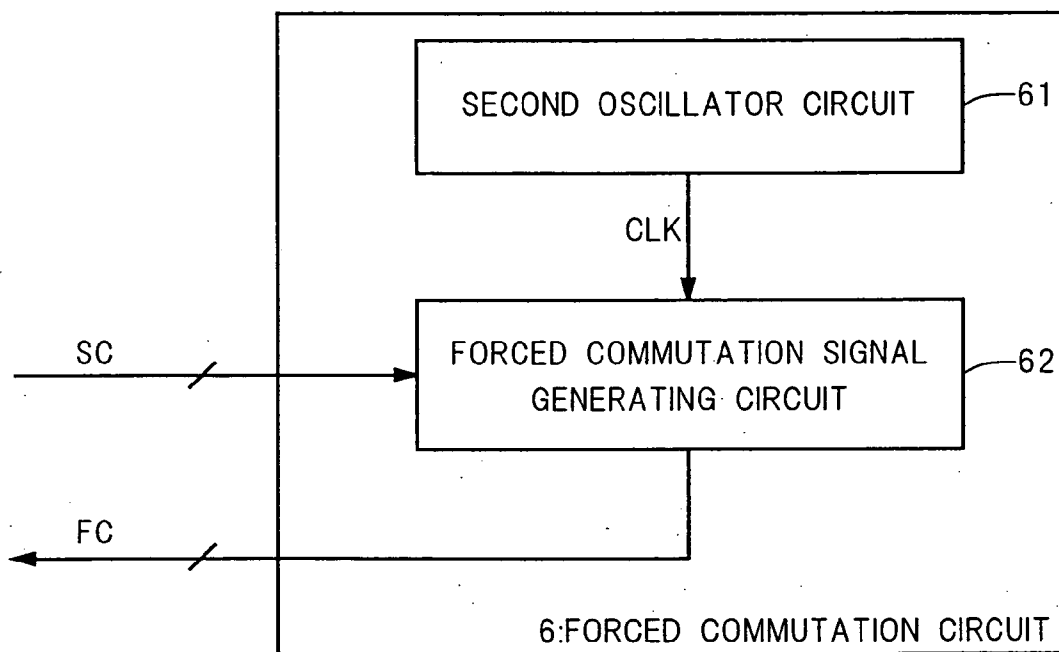 SECOND OSCILLATOR CIRCUIT
61
CLK
SC
FORCED COMMUTATION SIGNAL
GENERATING CIRCUIT
62
FC
6:FORCED COMMUTATION CIRCUIT